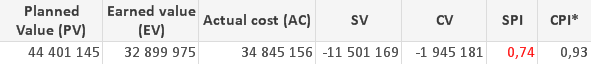 Planned Value (PV) Earned value (EV) Actual cost (AC) SV CV SPI CPI*
44 401 145 32 899 975 34 845 156 -11 501 169 -1 945 181 0,74 0,93